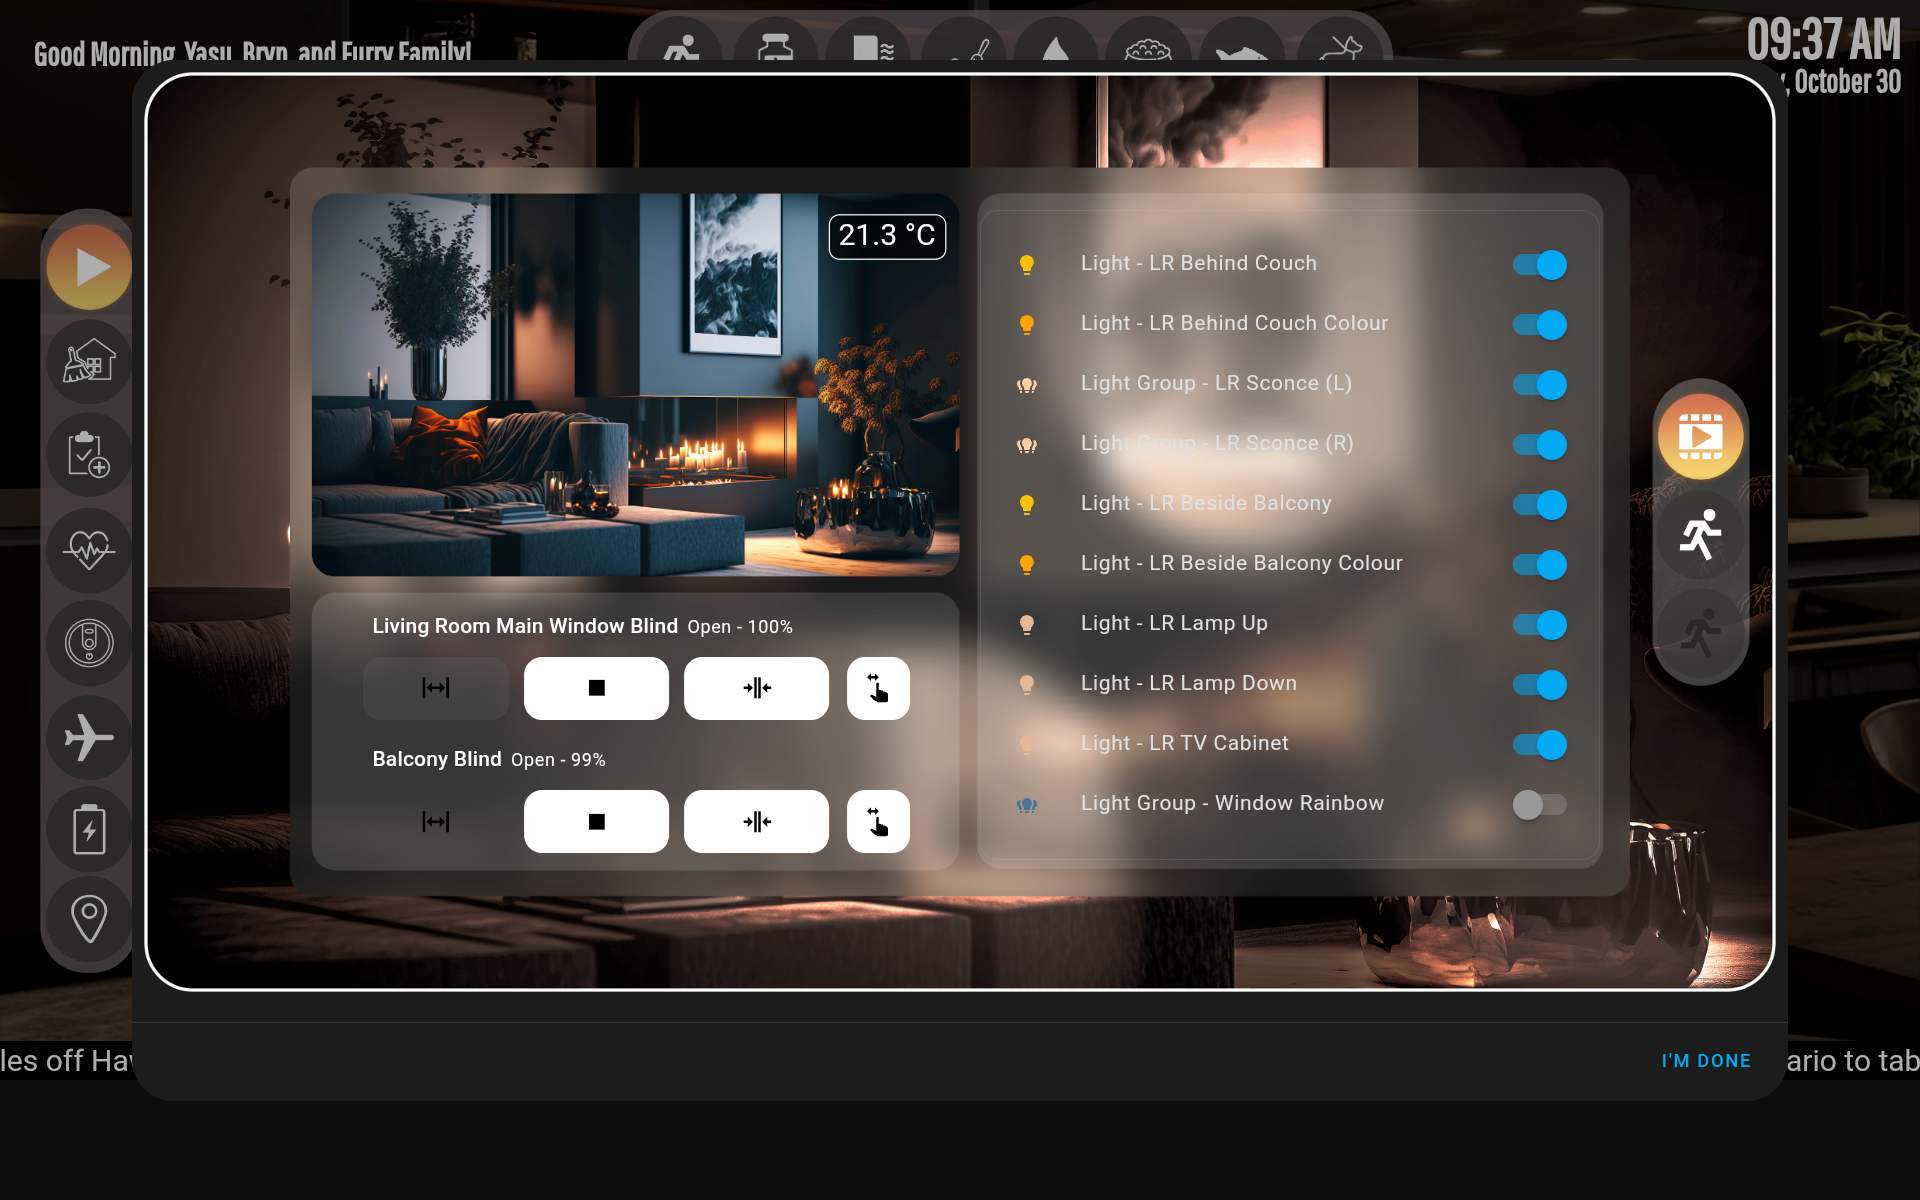 Good Morning, Yasu, Bryn, and Furry Family!
09:37 AM
, October 30
21.3 °C
Living Room Main Window Blind Open - 100%
Balcony Blind Open - 99%
Light - LR Behind Couch
Light - LR Behind Couch Colour
Light Group - LR Sconce (L)
Light Group - LR Sconce (R)
Light - LR Beside Balcony
Light - LR Beside Balcony Colour
Light - LR Lamp Up
Light - LR Lamp Down
Light - LR TV Cabinet
Light Group - Window Rainbow
les off Hav
ario to tab
I'M DONE